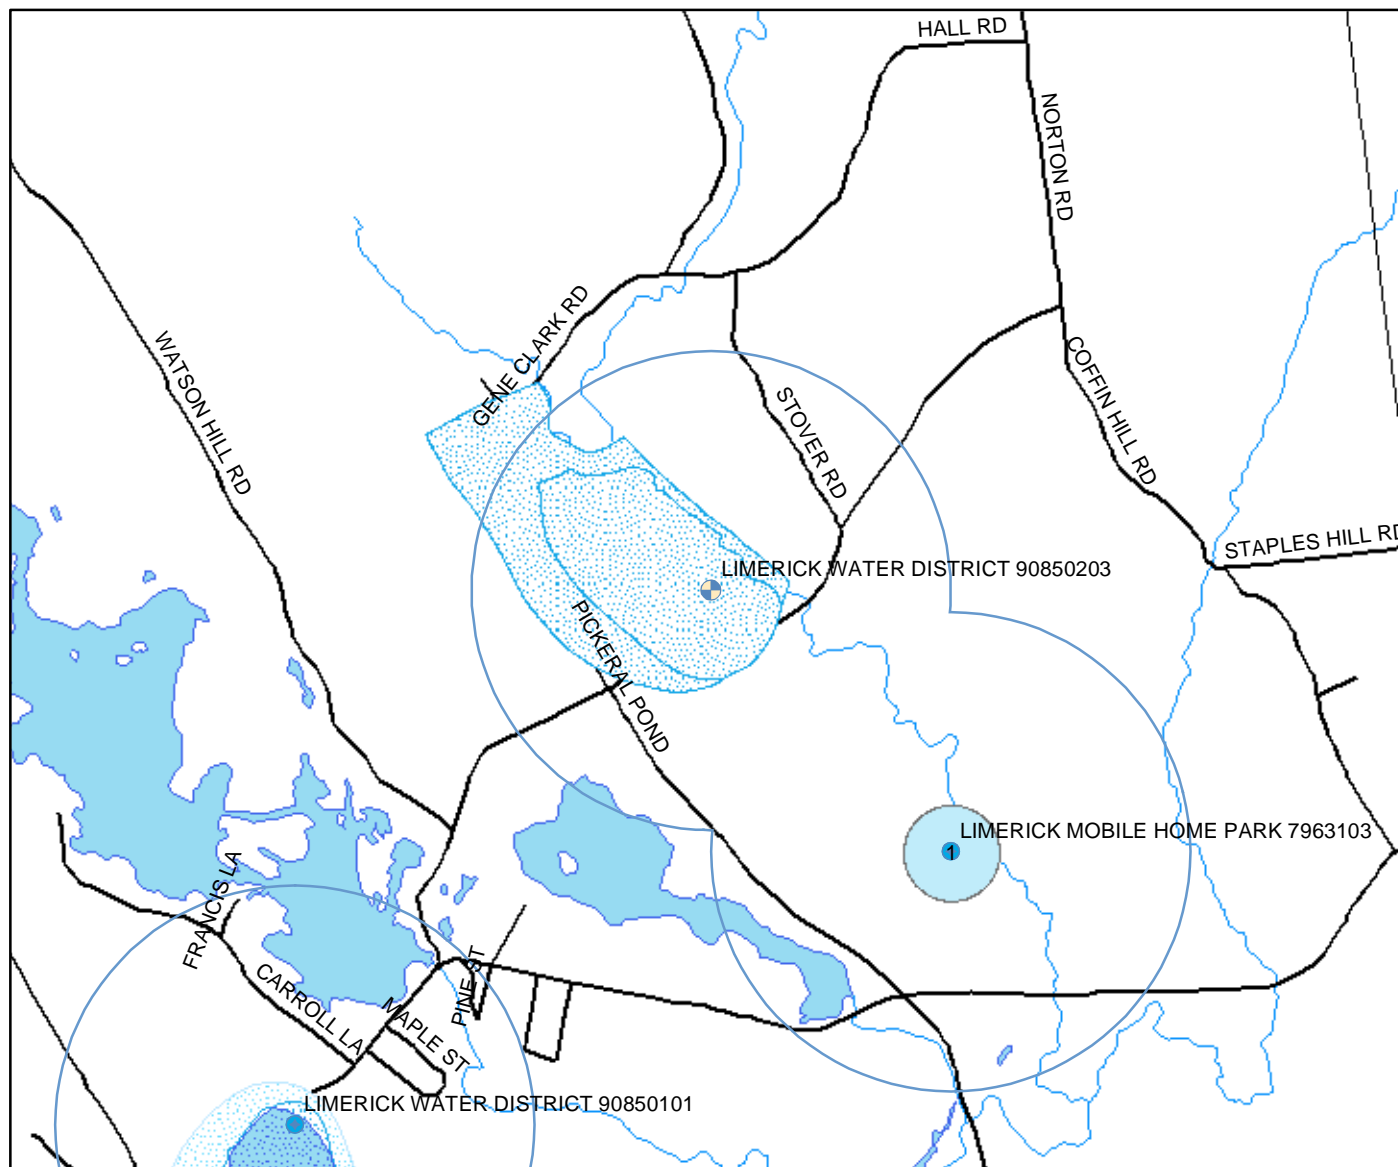 HALL RD
NORTON RD
GENE CLARK RD
WATSON HILL RD
COFFIN HILL RD
STOVER RD
STAPLES HILL RD
LIMERICK WATER DISTRICT 90850203
PICKERAL POND
LIMERICK MOBILE HOME PARK 7963103
1
FRANCIS LA
CARROLL LA
MAPLE ST
PINE ST
LIMERICK WATER DISTRICT 90850101